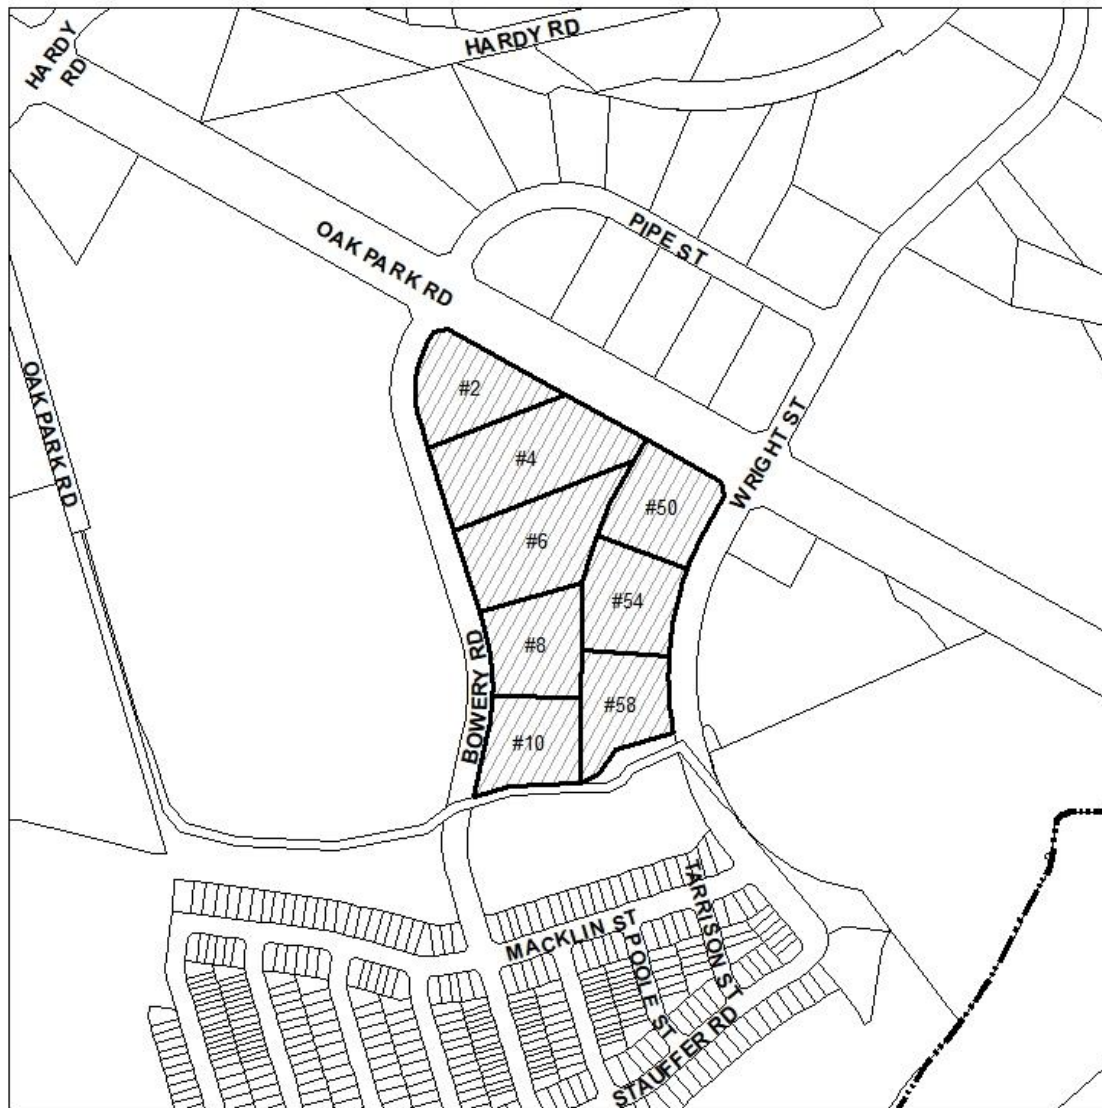 HARDY RD
HARDY
RD
PIPE ST
OAK PARK RD
OAK PARK RD
#2
WRIGHT ST
#4
#50
#6
#54
#8
BOWERY RD
#58
#10
TARRISON ST
MACKLIN ST
POOLE ST
STAUFFER RD